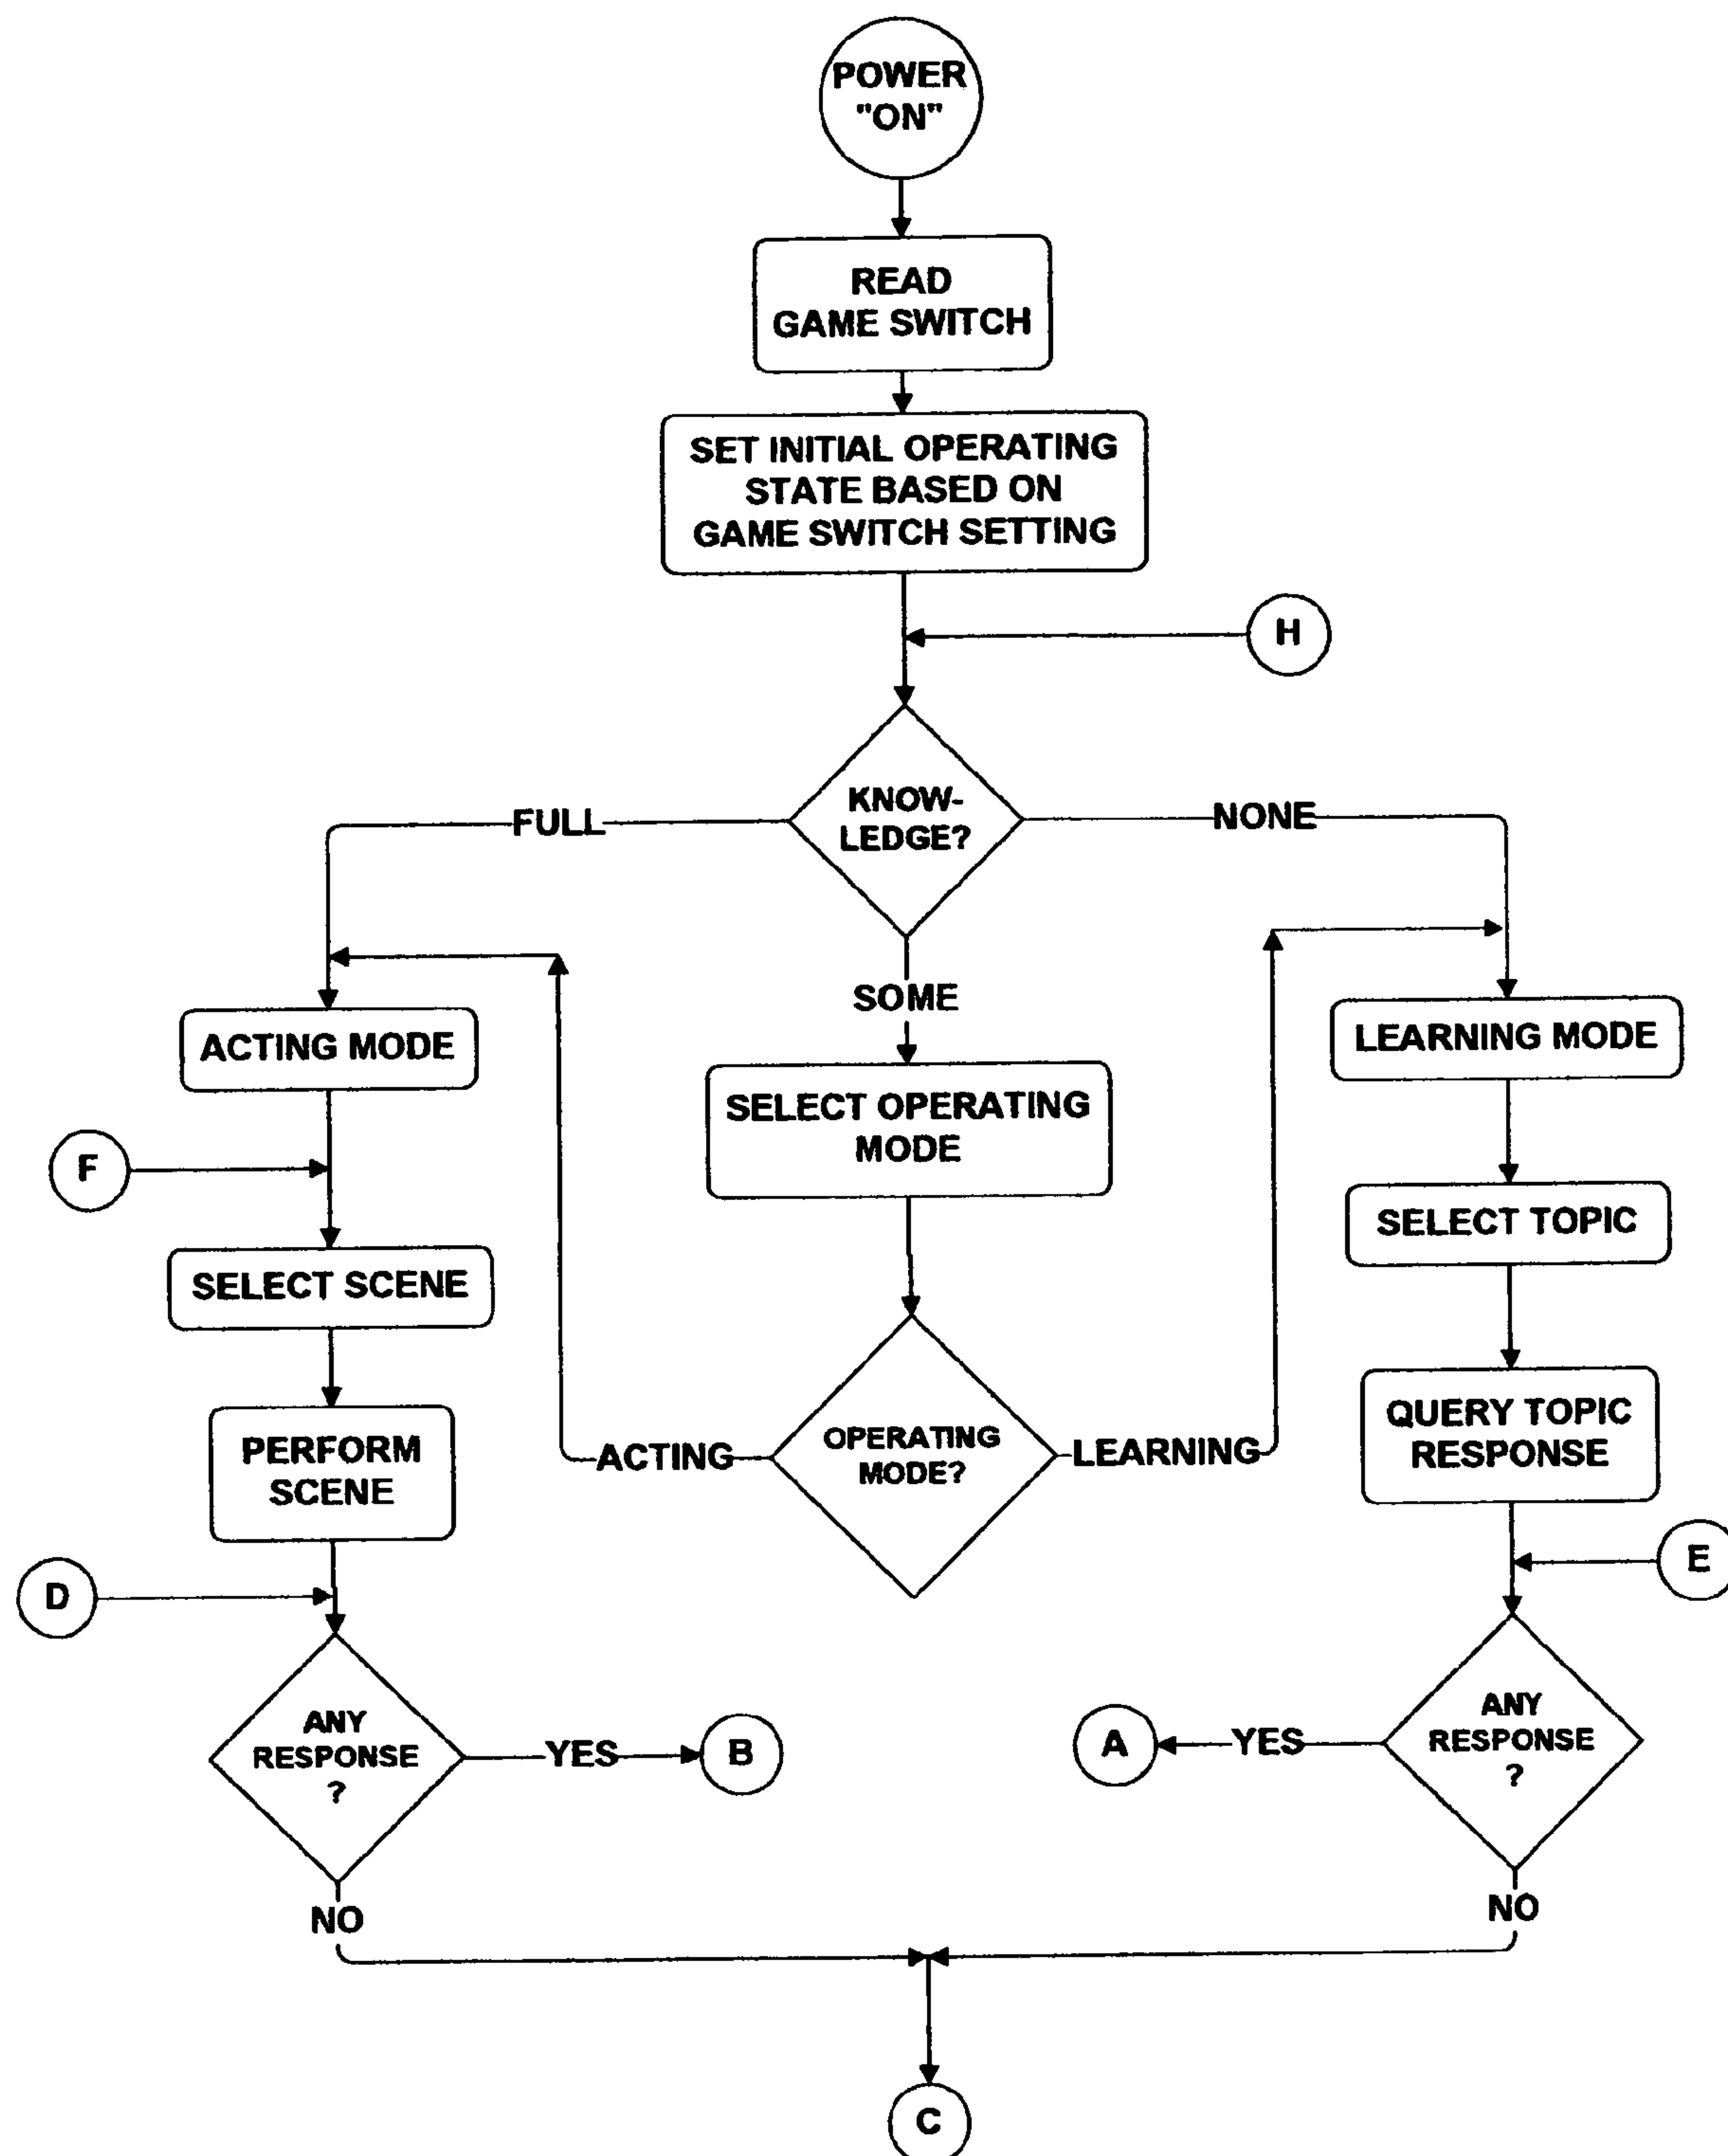 POWER
"ON"
READ
GAME SWITCH
SET INITIAL OPERATING
STATE BASED ON
GAME SWITCH SETTING
H
KNOW-
LEDGE?
FULL
NONE
SOME
ACTING MODE
LEARNING MODE
SELECT OPERATING
MODE
F
SELECT TOPIC
SELECT SCENE
QUERY TOPIC
RESPONSE
PERFORM
SCENE
OPERATING
MODE?
ACTING
LEARNING
D
E
ANY
RESPONSE
?
YES
B
A
YES
ANY
RESPONSE
?
NO
NO
C